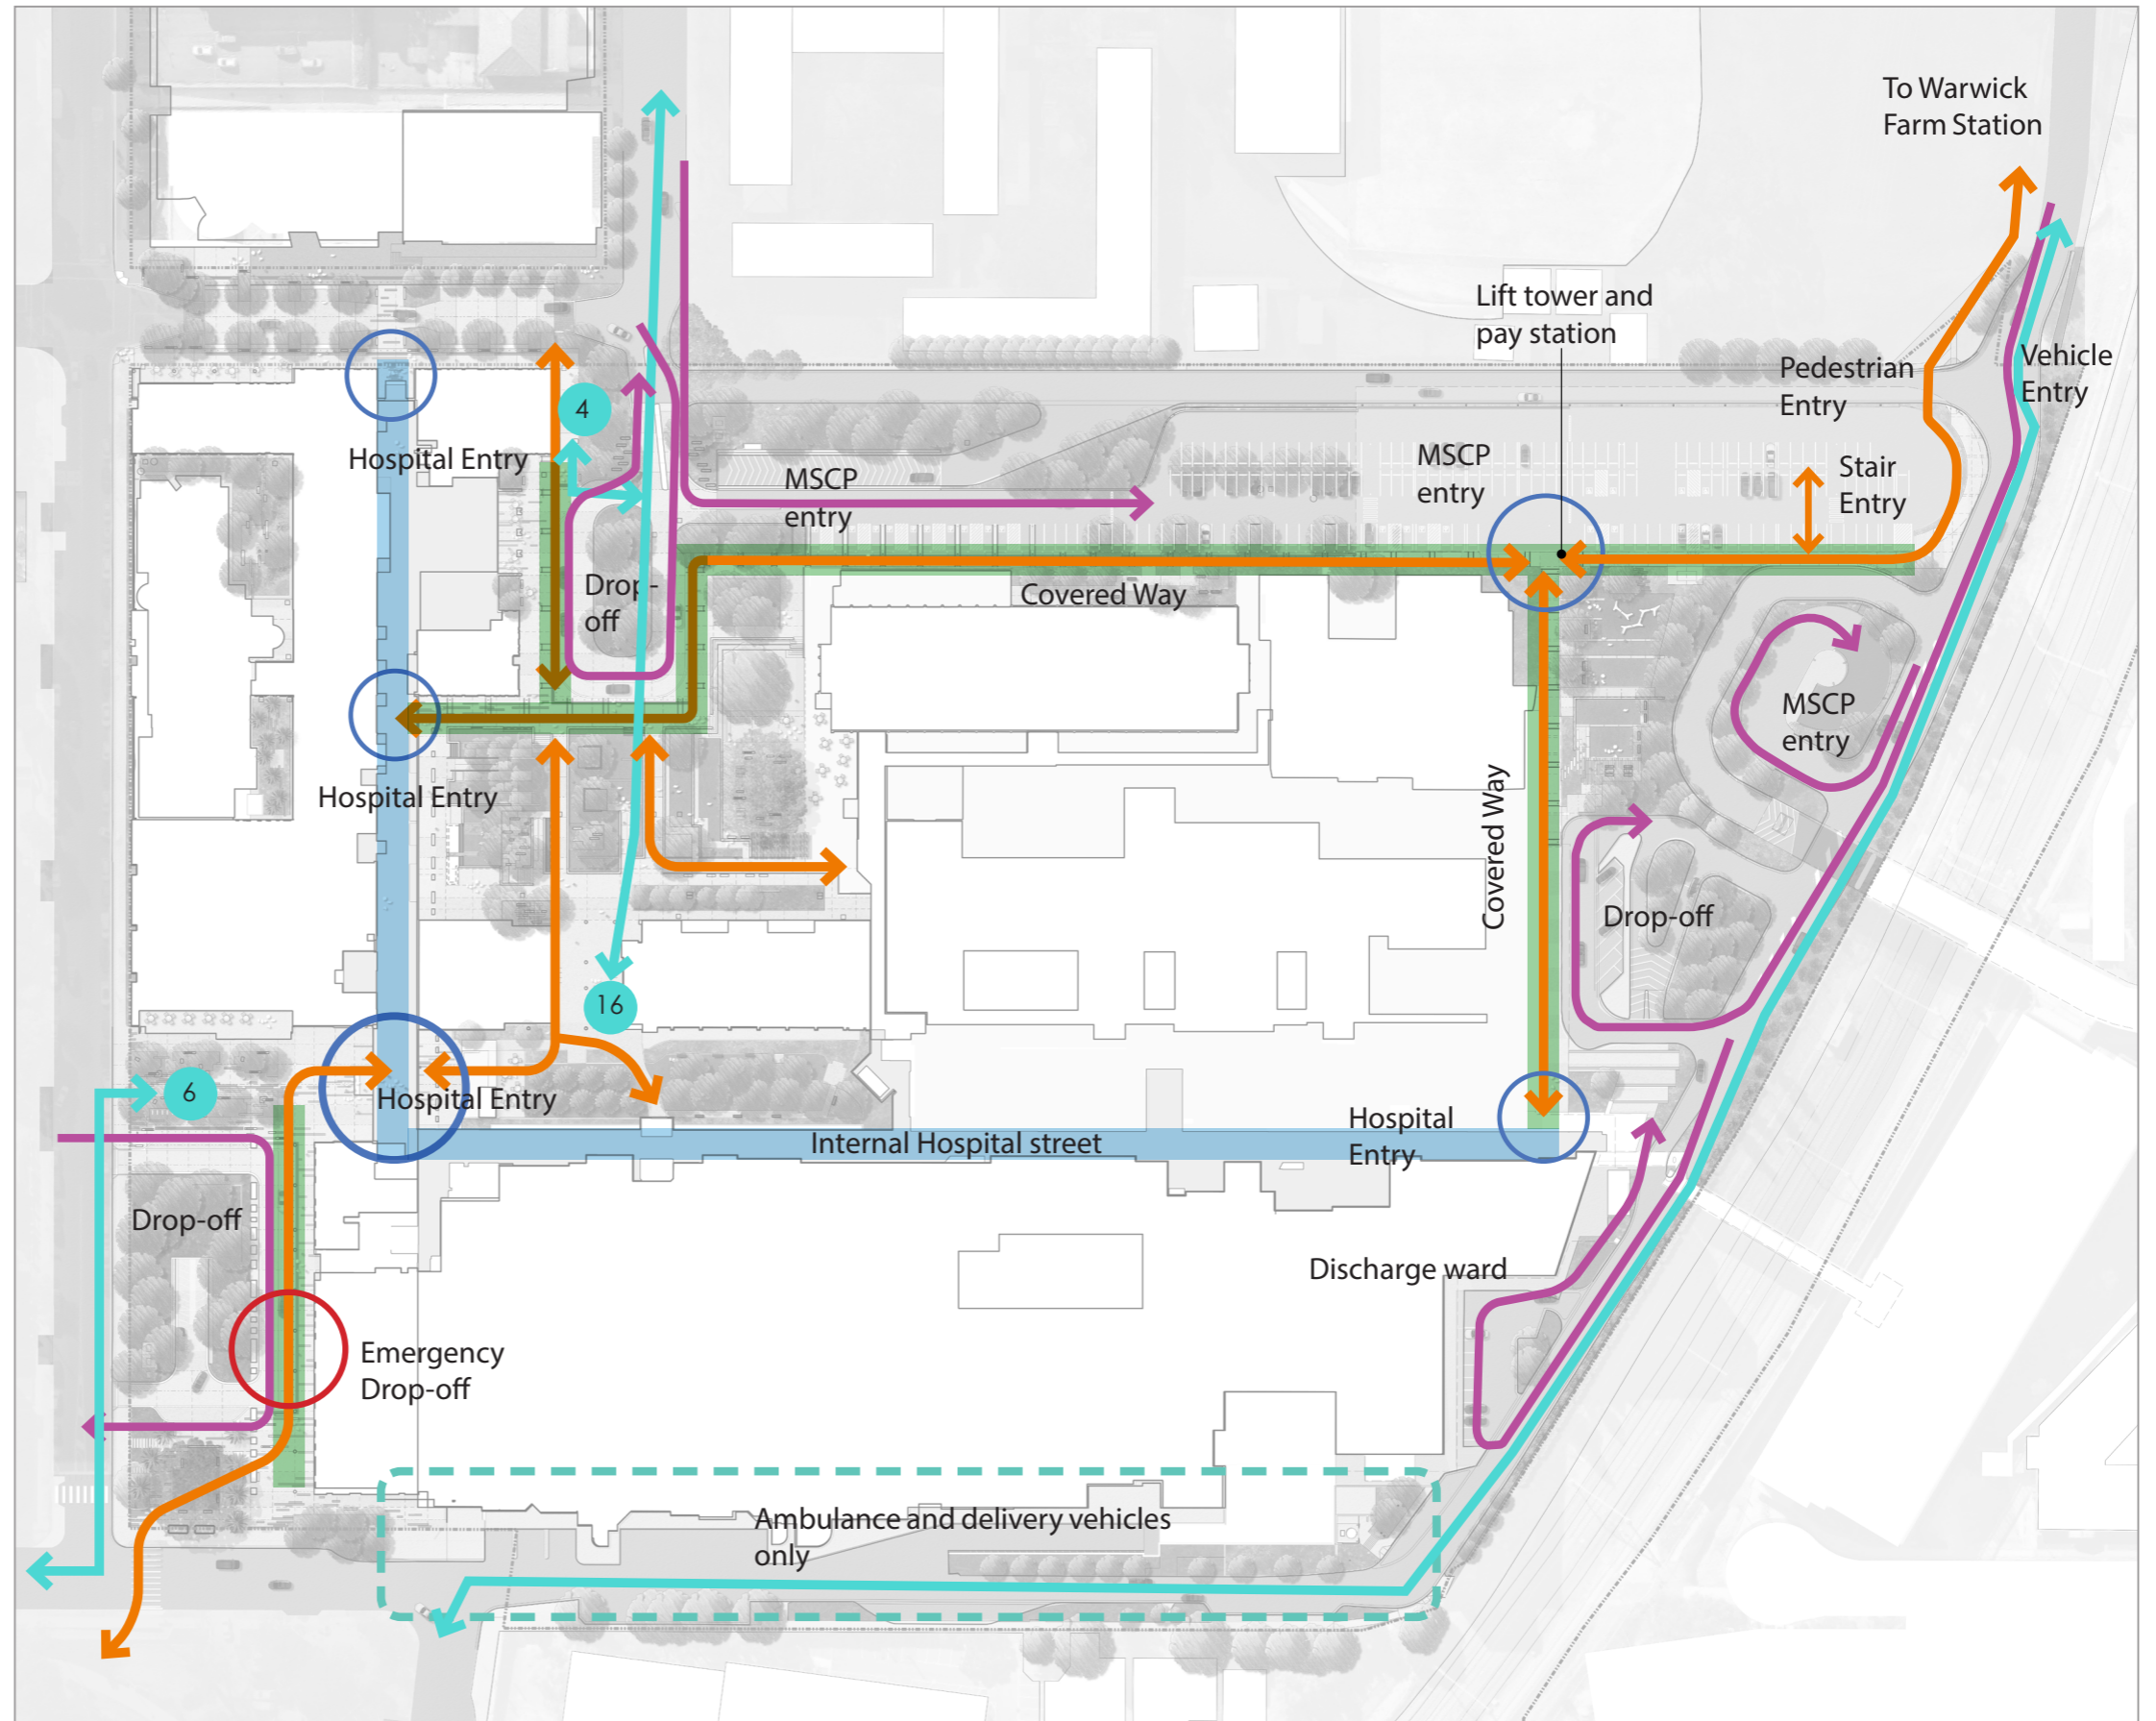 To Warwick
Farm Station
Lift tower and
pay station
Vehicle
Entry
Pedestrian
Entry
4
Hospital Entry
MSCP
entry
MSCP
entry
Stair
Entry
Drop-
off
Covered Way
MSCP
entry
Hospital Entry
Covered Way
Drop-off
16
6
Hospital Entry
Internal Hospital street
Hospital
Entry
Drop-off
Discharge ward
Emergency
Drop-off
Ambulance and delivery vehicles
only